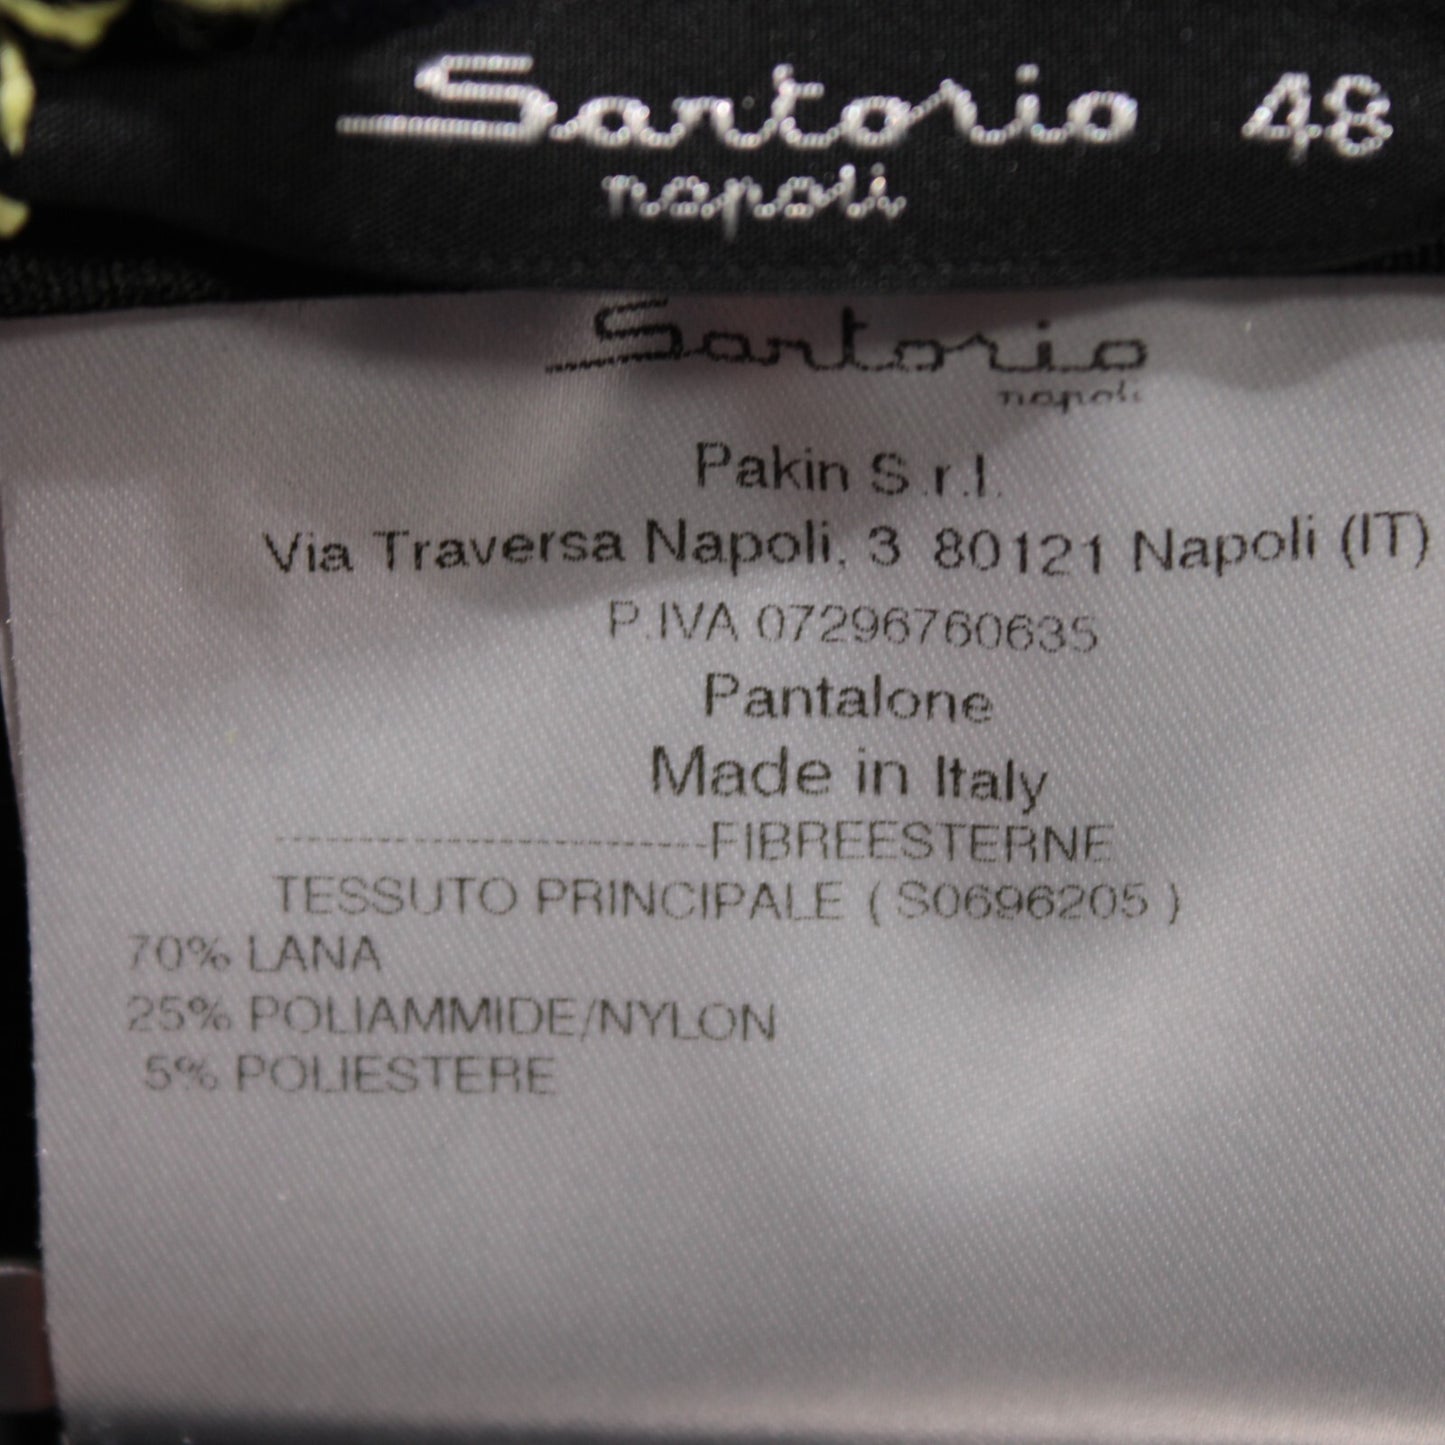 Sartorio 48
napoli
Sartorio
napoli
Pakin S.r.l.
Via Traversa Napoli, 3 80121 Napoli (IT)
P.IVA 07296760635
Pantalone
Made in Italy
----------------------FIBREESTERNE
TESSUTO PRINCIPALE ( S0696205 )
70% LANA
25% POLIAMMIDE/NYLON
5% POLIESTERE